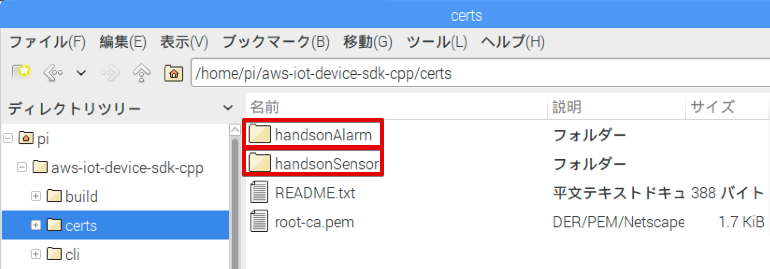 certs
ファイル(F) 編集(E) 表示(V) ブックマーク(B) 移動(G) ツール(L) ヘルプ(H)
/home/pi/aws-iot-device-sdk-cpp/certs
ディレクトリツリー
名前 説明 サイズ
pi
handsonAlarm フォルダー
aws-iot-device-sdk-cpp
handsonSensor フォルダー
build
README.txt 平文テキストドキュ 388 バイト
certs
root-ca.pem DER/PEM/Netscape 1.7 KiB
cli